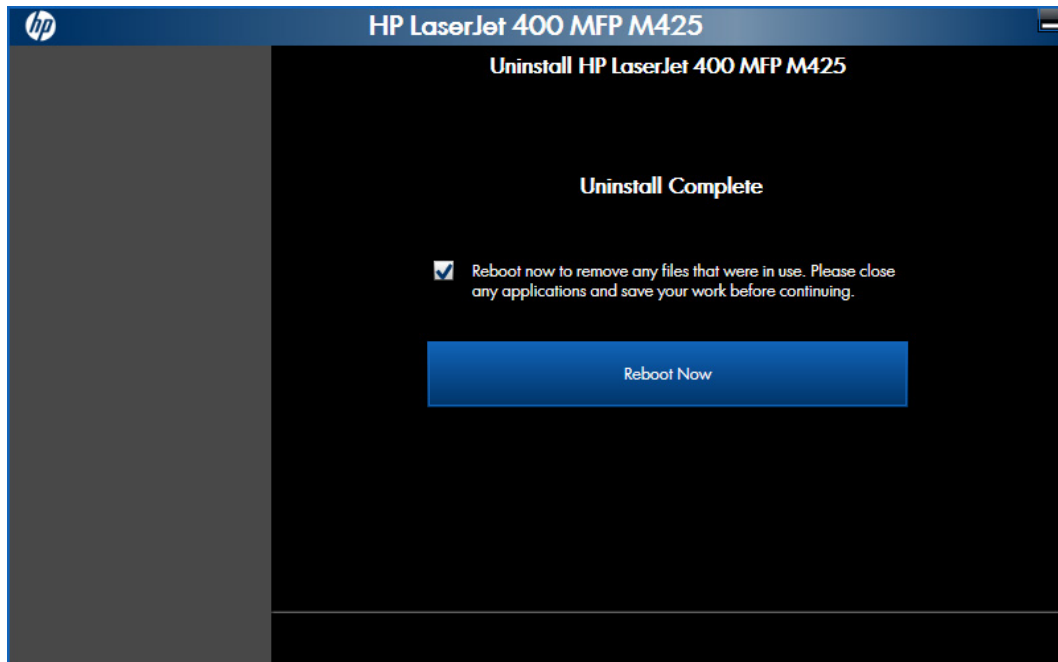 hp
HP LaserJet 400 MFP M425
Uninstall HP LaserJet 400 MFP M425
Uninstall Complete
Reboot now to remove any files that were in use. Please close
any applications and save your work before continuing.
Reboot Now